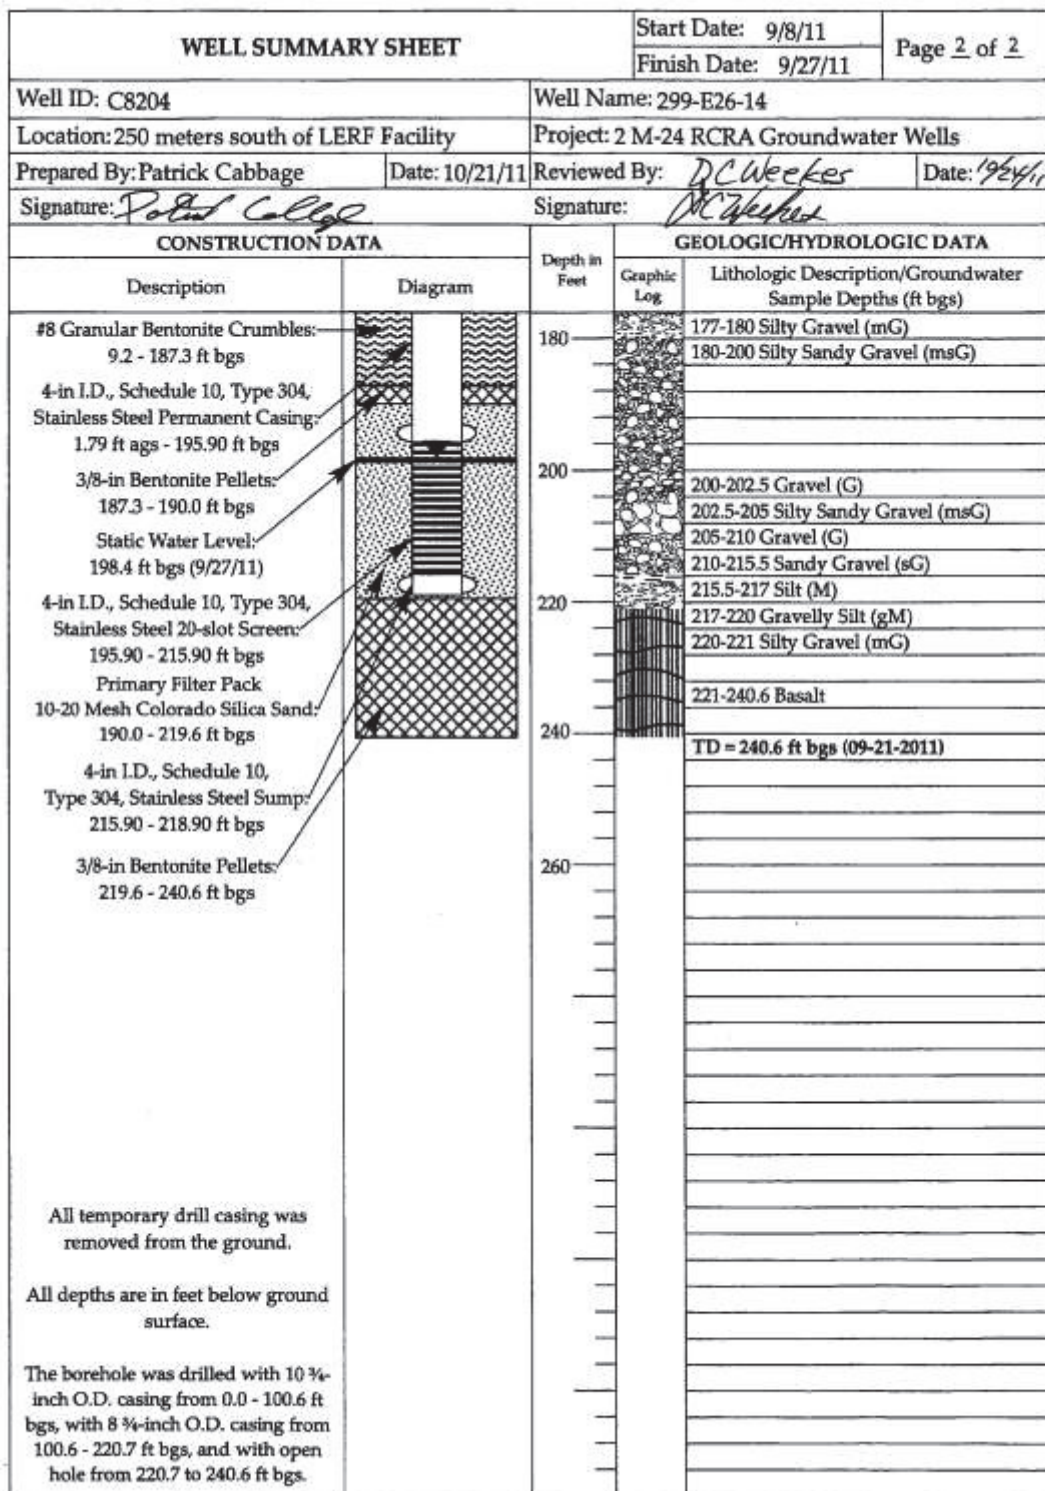 WELL SUMMARY SHEET
Start Date: 9/8/11
Finish Date: 9/27/11
Page 2 of 2
Well ID: C8204
Well Name: 299-E26-14
Location: 250 meters south of LERF Facility
Project: 2 M-24 RCRA Groundwater Wells
Prepared By: Patrick Cabbage
Date: 10/21/11
Reviewed By: DC Weekes
Date: 10/24/11
Signature:
Signature: DC Weekes
CONSTRUCTION DATA
Depth in
Feet
GEOLOGIC/HYDROLOGIC DATA
Description
Diagram
Graphic
Log
Lithologic Description/Groundwater
Sample Depths (ft bgs)
#8 Granular Bentonite Crumbles:
9.2 - 187.3 ft bgs
4-in I.D., Schedule 10, Type 304,
Stainless Steel Permanent Casing:
1.79 ft ags - 195.90 ft bgs
3/8-in Bentonite Pellets:
187.3 - 190.0 ft bgs
Static Water Level:
198.4 ft bgs (9/27/11)
4-in I.D., Schedule 10, Type 304,
Stainless Steel 20-slot Screen:
195.90 - 215.90 ft bgs
Primary Filter Pack
10-20 Mesh Colorado Silica Sand:
190.0 - 219.6 ft bgs
4-in I.D., Schedule 10,
Type 304, Stainless Steel Sump:
215.90 - 218.90 ft bgs
3/8-in Bentonite Pellets:
219.6 - 240.6 ft bgs
All temporary drill casing was
removed from the ground.
All depths are in feet below ground
surface.
The borehole was drilled with 10 ¾-
inch O.D. casing from 0.0 - 100.6 ft
bgs, with 8 ¾-inch O.D. casing from
100.6 - 220.7 ft bgs, and with open
hole from 220.7 to 240.6 ft bgs.
180
200
220
240
260
177-180 Silty Gravel (mG)
180-200 Silty Sandy Gravel (msG)
200-202.5 Gravel (G)
202.5-205 Silty Sandy Gravel (msG)
205-210 Gravel (G)
210-215.5 Sandy Gravel (sG)
215.5-217 Silt (M)
217-220 Gravelly Silt (gM)
220-221 Silty Gravel (mG)
221-240.6 Basalt
TD = 240.6 ft bgs (09-21-2011)